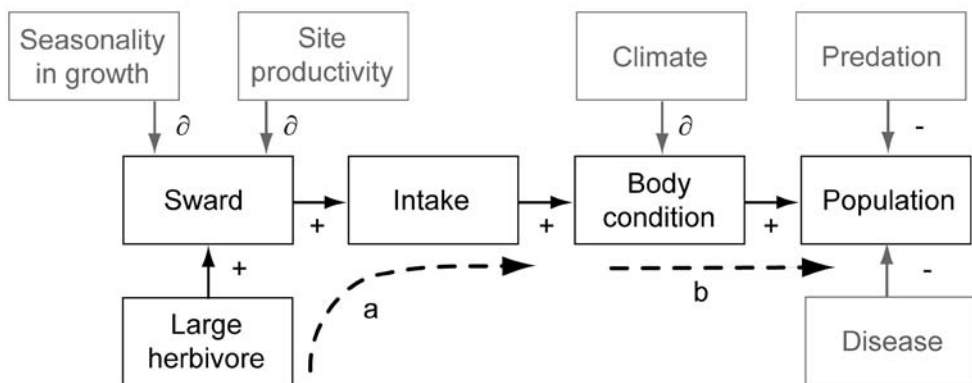 Seasonality
in growth
Site
productivity
Climate
Predation
∂
∂
∂
-
Sward
Intake
Body
condition
Population
+
+
+
+
-
a
b
Large
herbivore
Disease